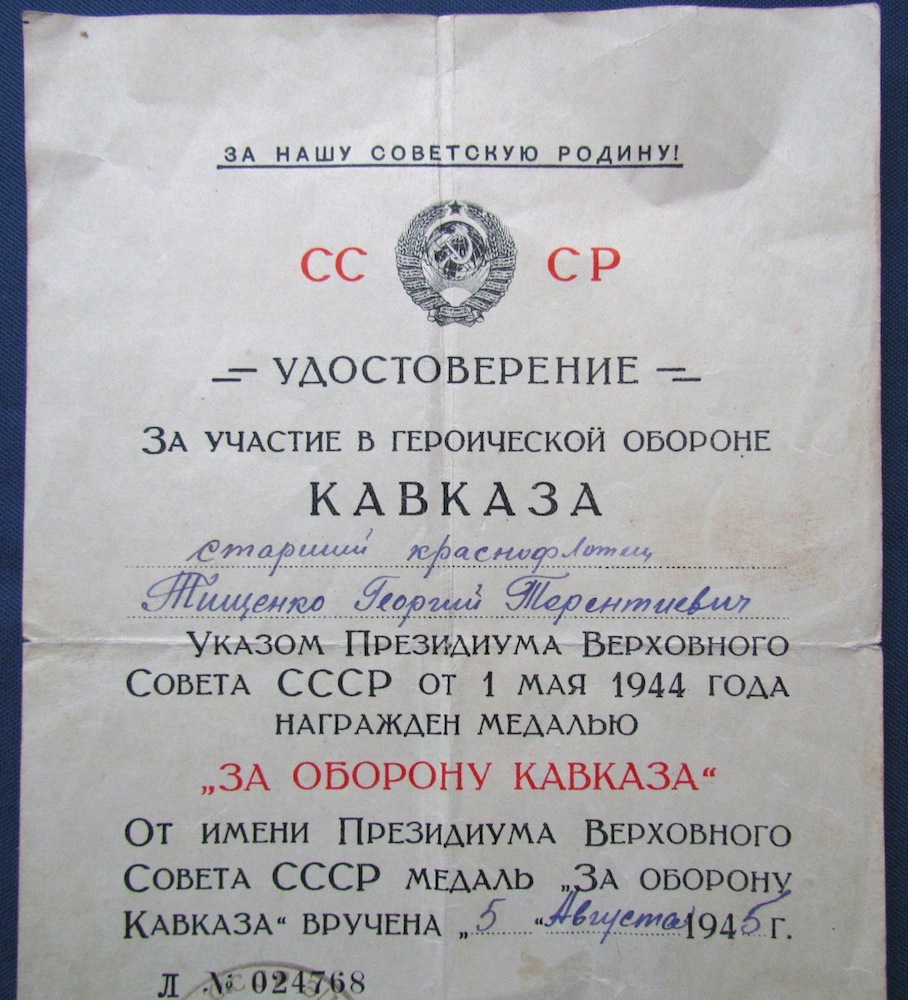 ЗА НАШУ СОВЕТСКУЮ РОДИНУ!
СССР
УДОСТОВЕРЕНИЕ
ЗА УЧАСТИЕ В ГЕРОИЧЕСКОЙ ОБОРОНЕ
КАВКАЗА
старший краснофлотец
Тищенко Георгий Терентиевич
УКАЗОМ ПРЕЗИДИУМА ВЕРХОВНОГО
СОВЕТА СССР ОТ 1 МАЯ 1944 ГОДА
НАГРАЖДЕН МЕДАЛЬЮ
„ЗА ОБОРОНУ КАВКАЗА“
ОТ ИМЕНИ ПРЕЗИДИУМА ВЕРХОВНОГО
СОВЕТА СССР МЕДАЛЬ „ЗА ОБОРОНУ
КАВКАЗА“ ВРУЧЕНА „5“ Августа 1945 г.
Л № 024768